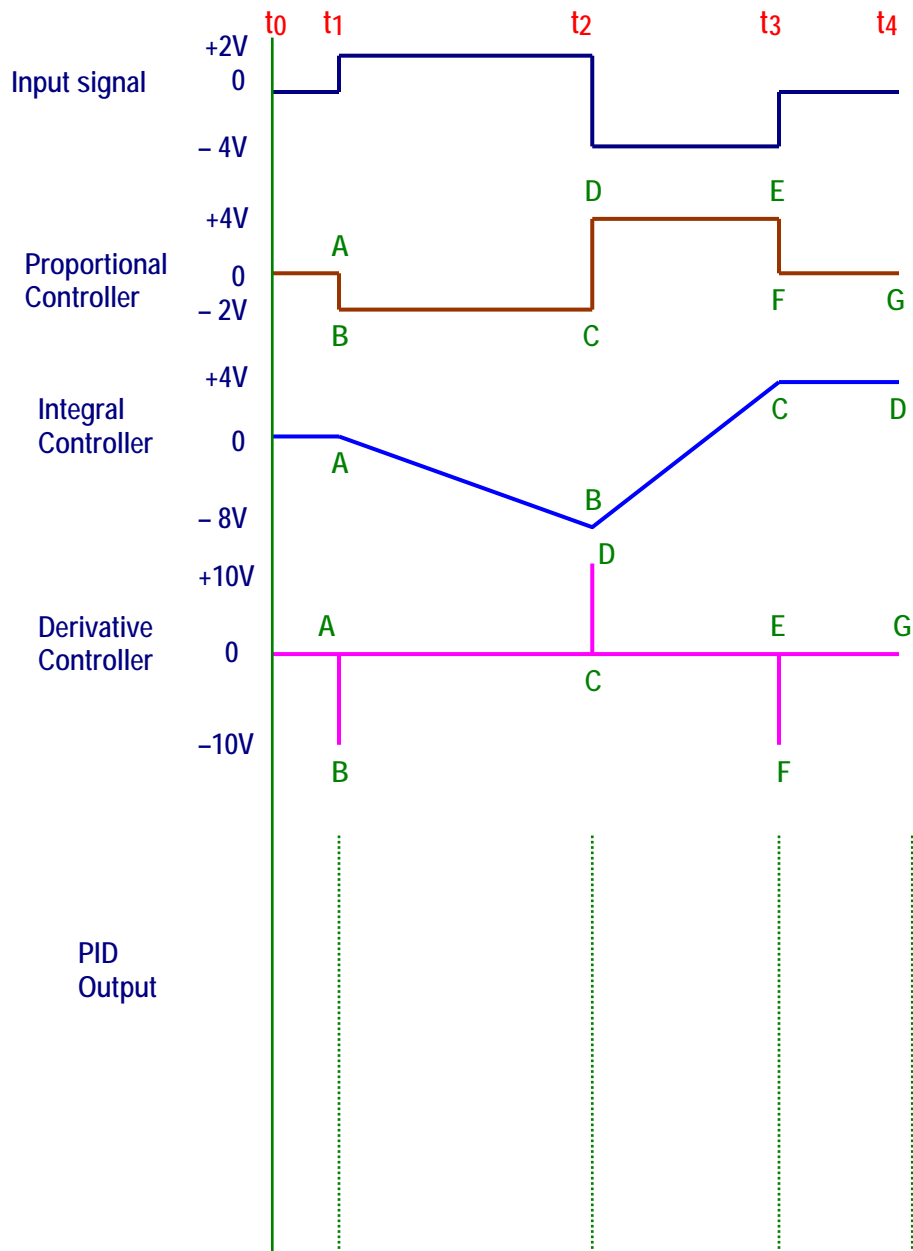 t0 t1 t2 t3 t4
+2V
Input signal 0
– 4V
D E
+4V
A
Proportional
Controller
0
F G
– 2V
B C
+4V
Integral
Controller
C D
0
A
B
– 8V
D
+10V
Derivative
Controller
A E G
0
C
–10V
B F
PID
Output